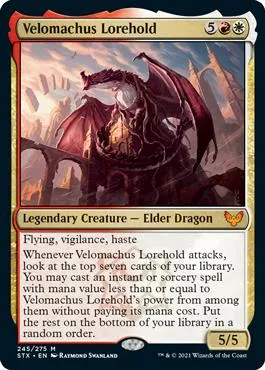 Velomachus Lorehold 5
Legendary Creature — Elder Dragon
Flying, vigilance, haste
Whenever Velomachus Lorehold attacks,
look at the top seven cards of your library.
You may cast an instant or sorcery spell
with mana value less than or equal to
Velomachus Lorehold's power from among
them without paying its mana cost. Put
the rest on the bottom of your library in a
random order.
5/5
245/275 M
STX • EN RAYMOND SWANLAND
™ & © 2021 Wizards of the Coast